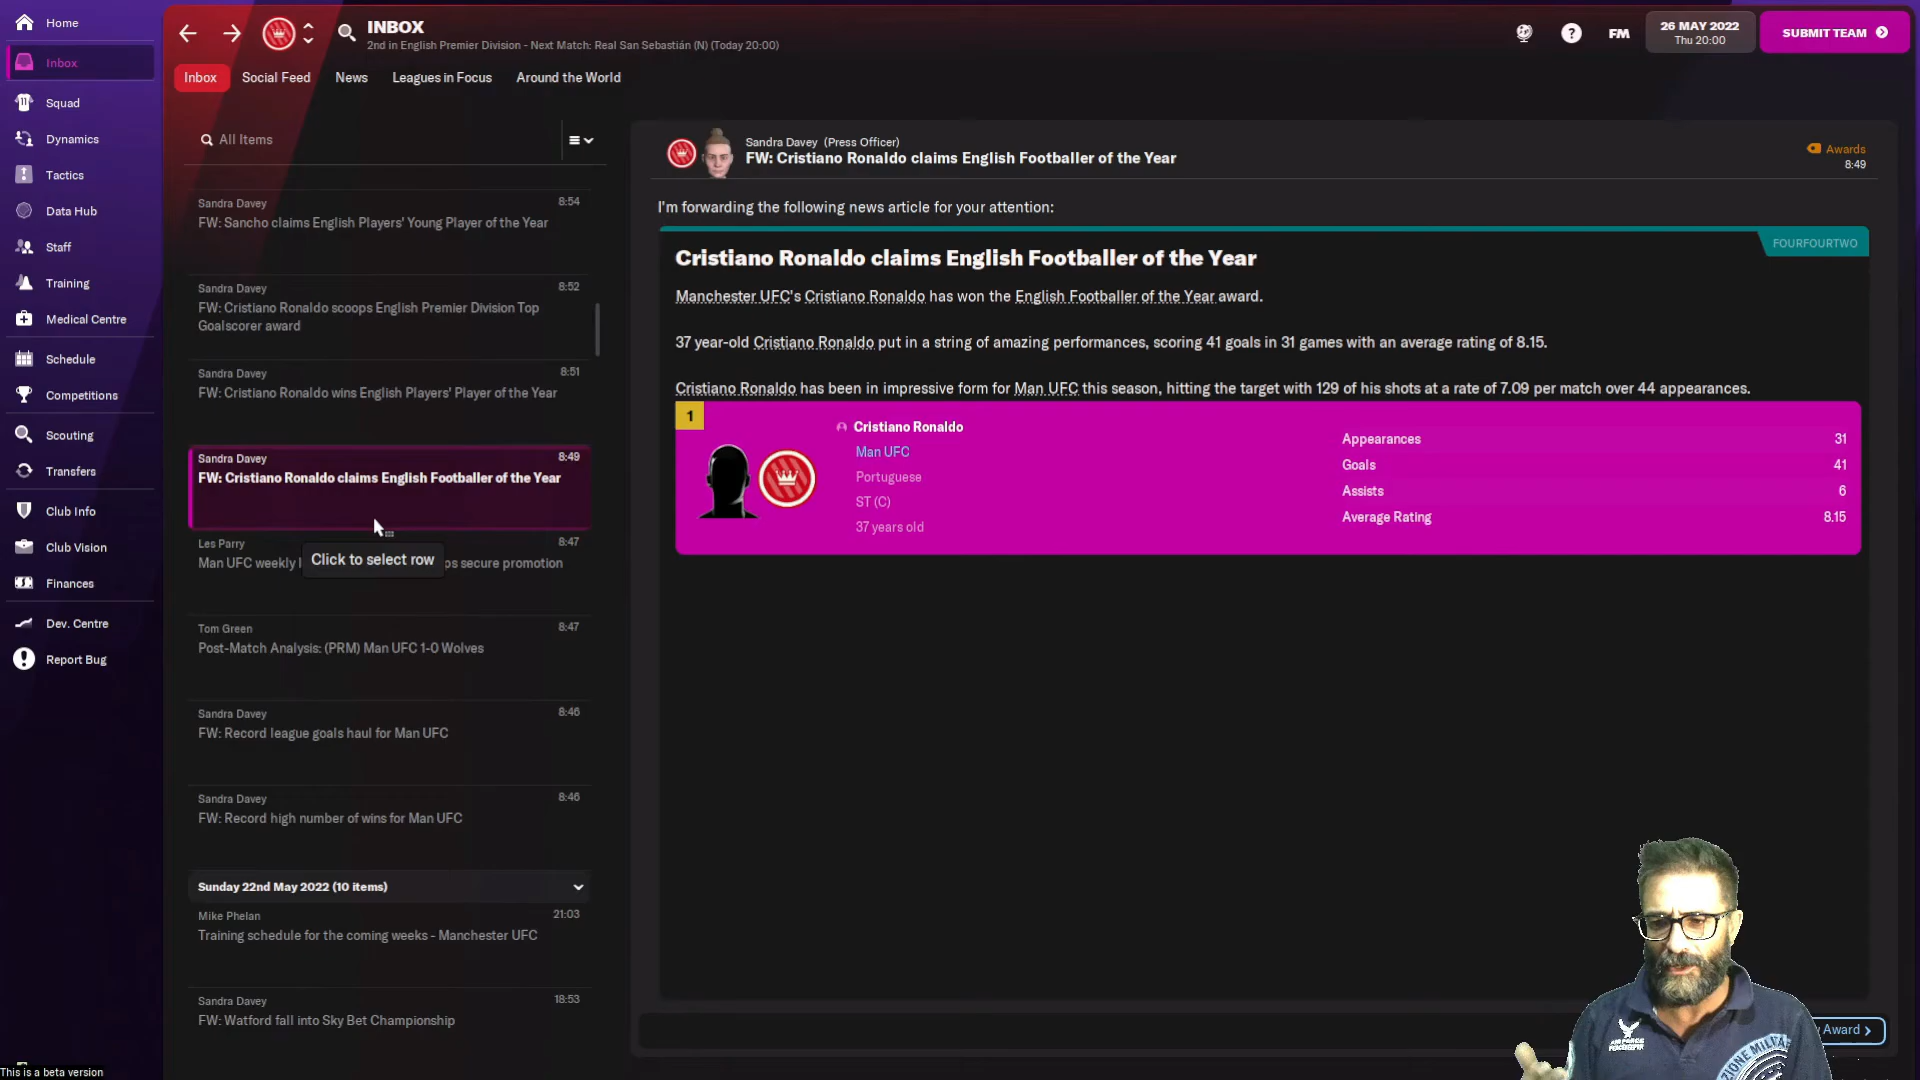 Home
Inbox
Squad
Dynamics
Tactics
Data Hub
Staff
Training
Medical Centre
Schedule
Competitions
Scouting
Transfers
Club Info
Club Vision
Finances
Dev. Centre
Report Bug
This is a beta version
INBOX
2nd in English Premier Division - Next Match: Real San Sebastián (N) (Today 20:00)
FM
26 MAY 2022
Thu 20:00
SUBMIT TEAM
Inbox Social Feed News Leagues in Focus Around the World
All Items
Sandra Davey 8:54
FW: Sancho claims English Players' Young Player of the Year
Sandra Davey 8:52
FW: Cristiano Ronaldo scoops English Premier Division Top
Goalscorer award
Sandra Davey 8:51
FW: Cristiano Ronaldo wins English Players' Player of the Year
Sandra Davey 8:49
FW: Cristiano Ronaldo claims English Footballer of the Year
Les Parry 8:47
Man UFC weekly secure promotion
Click to select row
Tom Green 8:47
Post-Match Analysis: (PRM) Man UFC 1-0 Wolves
Sandra Davey 8:46
FW: Record league goals haul for Man UFC
Sandra Davey 8:46
FW: Record high number of wins for Man UFC
Sunday 22nd May 2022 (10 items)
Mike Phelan 21:03
Training schedule for the coming weeks - Manchester UFC
Sandra Davey 18:53
FW: Watford fall into Sky Bet Championship
Sandra Davey (Press Officer)
FW: Cristiano Ronaldo claims English Footballer of the Year
Awards
8:49
I'm forwarding the following news article for your attention:
FOURFOURTWO
Cristiano Ronaldo claims English Footballer of the Year
Manchester UFC's Cristiano Ronaldo has won the English Footballer of the Year award.
37 year-old Cristiano Ronaldo put in a string of amazing performances, scoring 41 goals in 31 games with an average rating of 8.15.
Cristiano Ronaldo has been in impressive form for Man UFC this season, hitting the target with 129 of his shots at a rate of 7.09 per match over 44 appearances.
1
Cristiano Ronaldo
Man UFC
Portuguese
ST (C)
37 years old
Appearances 31
Goals 41
Assists 6
Average Rating 8.15
Award